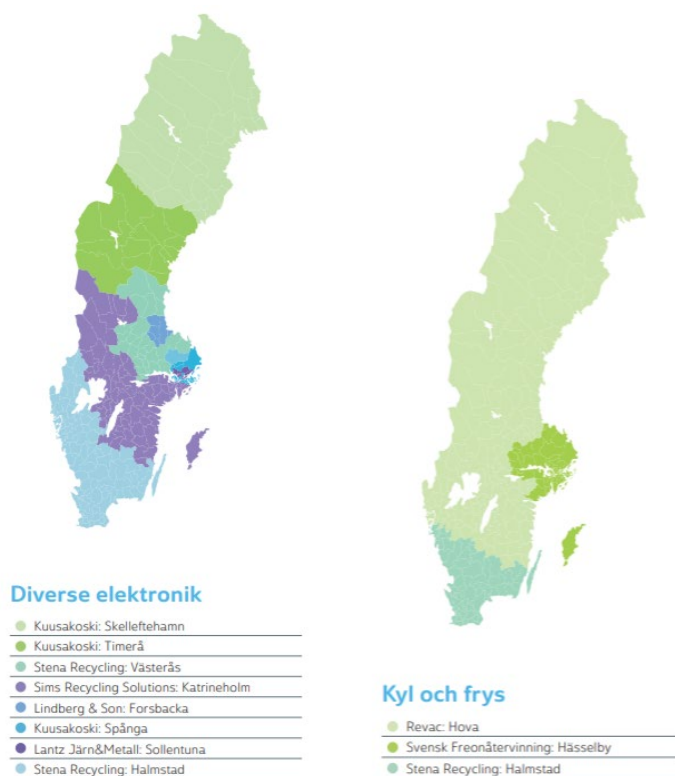 Diverse elektronik
Kuusakoski: Skelleftehamn
Kuusakoski: Timerå
Stena Recycling: Västerås
Sims Recycling Solutions: Katrineholm
Lindberg & Son: Forsbacka
Kuusakoski: Spånga
Lantz Järn&Metall: Sollentuna
Stena Recycling: Halmstad
Kyl och frys
Revac: Hova
Svensk Freonåtervinning: Hässelby
Stena Recycling: Halmstad